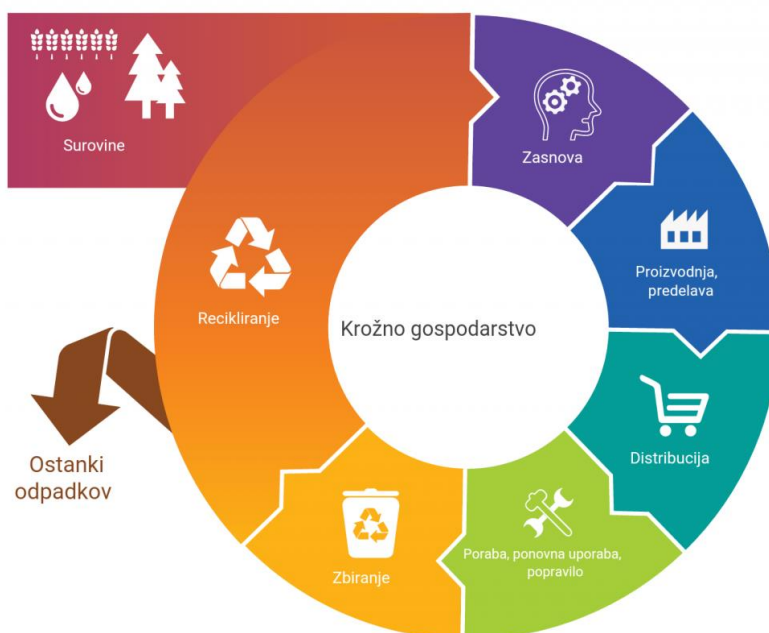 Surovine
Zasnova
Proizvodnja,
predelava
Recikliranje
Krožno gospodarstvo
Distribucija
Ostanki
odpadkov
Poraba, ponovna uporaba,
popravilo
Zbiranje